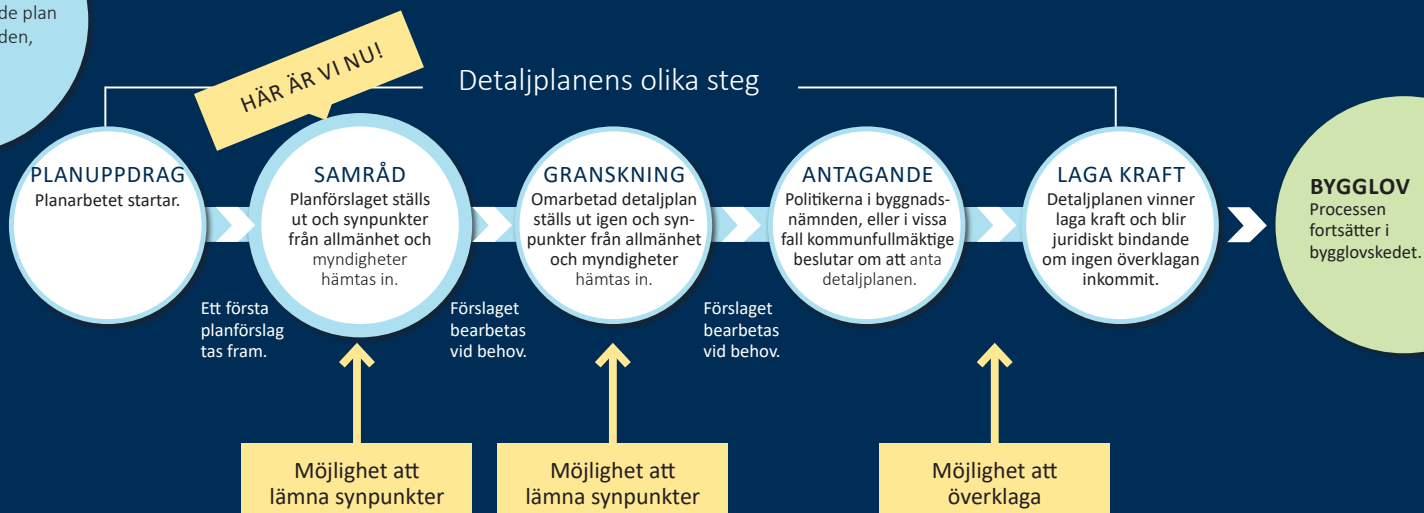 de plan
den,
HÄR ÄR VI NU!
Detaljplanens olika steg
PLANUPPDRAG
Planarbetet startar.
Ett första
planförslag
tas fram.
SAMRÅD
Planförslaget ställs
ut och synpunkter
från allmänhet och
myndigheter
hämtas in.
Förslaget
bearbetas
vid behov.
GRANSKNING
Omarbetad detaljplan
ställs ut igen och syn-
punkter från allmänhet
och myndigheter
hämtas in.
Förslaget
bearbetas
vid behov.
ANTAGANDE
Politikerna i byggnads-
nämnden, eller i vissa
fall kommunfullmäktige
beslutar om att anta
detaljplanen.
LAGA KRAFT
Detaljplanen vinner
laga kraft och blir
juridiskt bindande
om ingen överklagan
inkommit.
BYGGLOV
Processen
fortsätter i
bygglovskedet.
Möjlighet att
lämna synpunkter
Möjlighet att
lämna synpunkter
Möjlighet att
överklaga